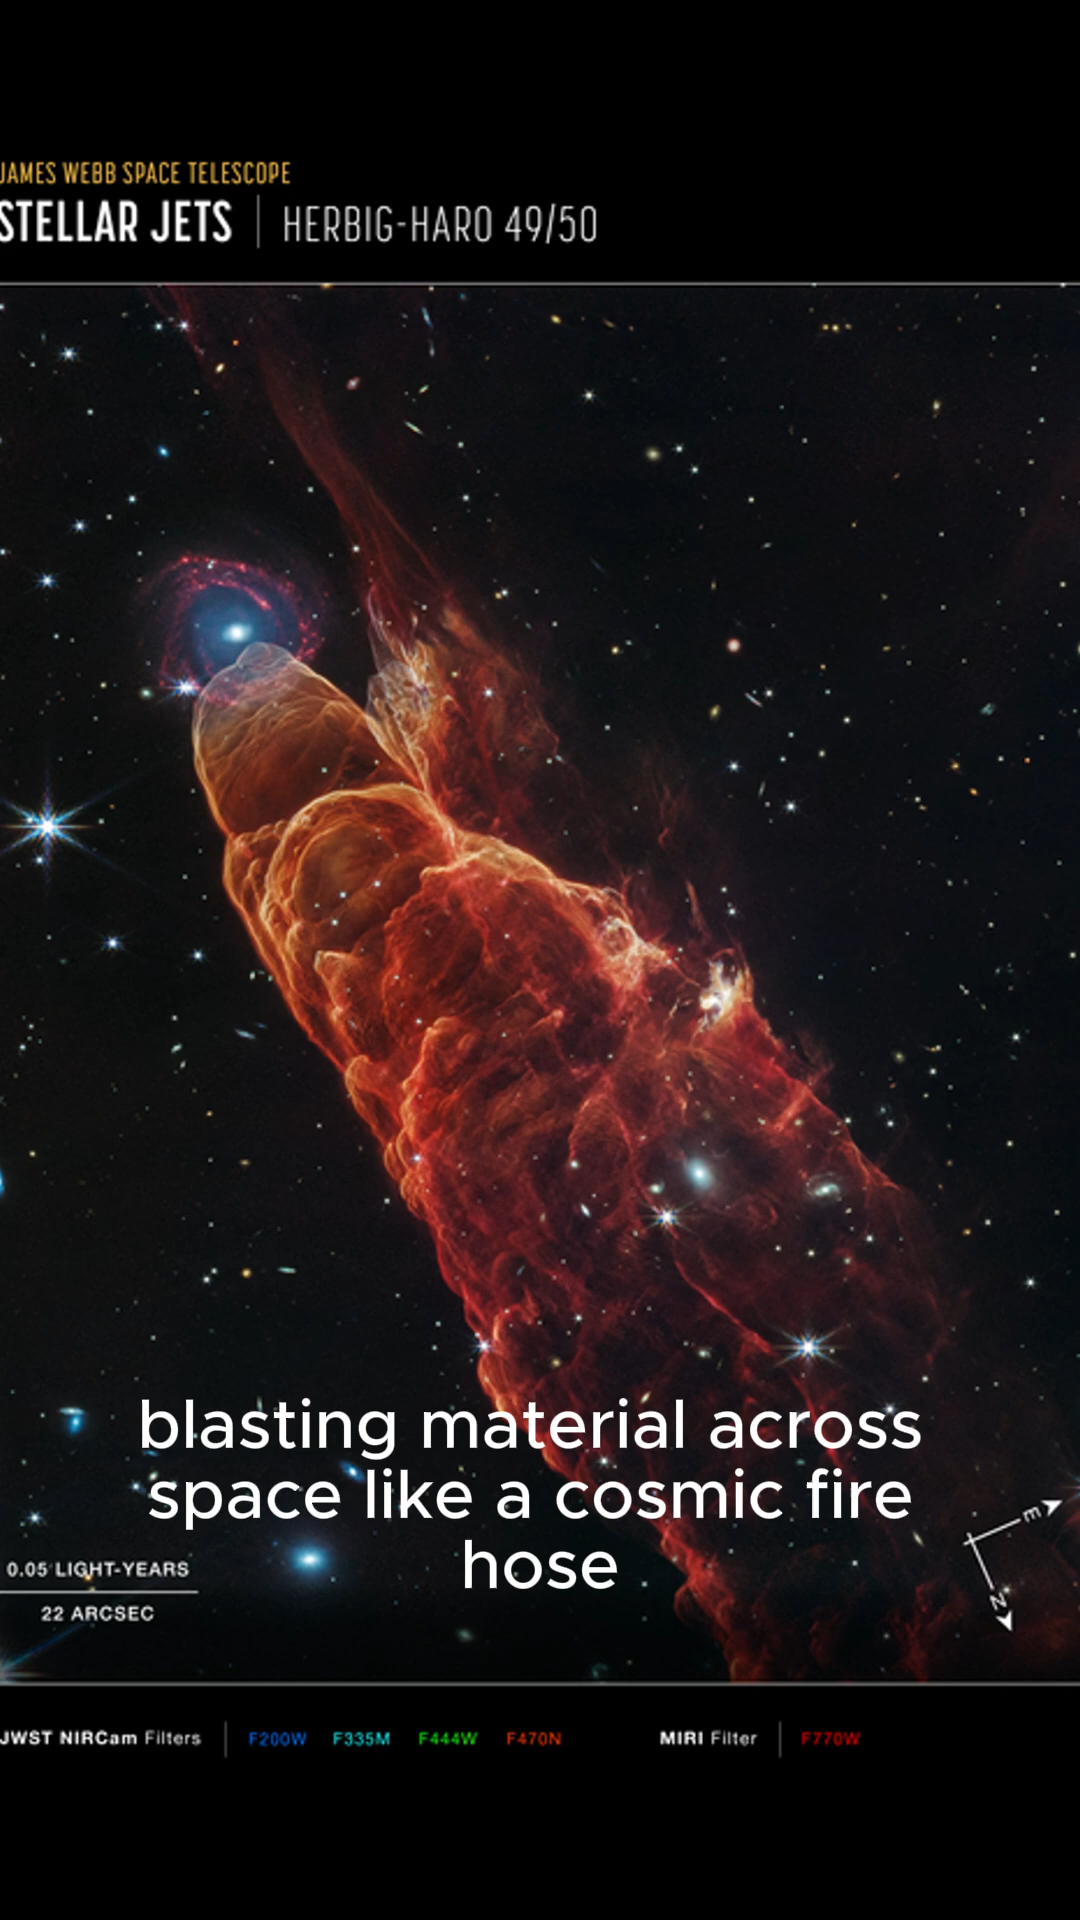 JAMES WEBB SPACE TELESCOPE
STELLAR JETS | HERBIG-HARO 49/50
blasting material across
space like a cosmic fire
hose
E
N
0.05 LIGHT-YEARS
22 ARCSEC
JWST NIRCam Filters | F200W F335M F444W F470N MIRI Filter | F770W